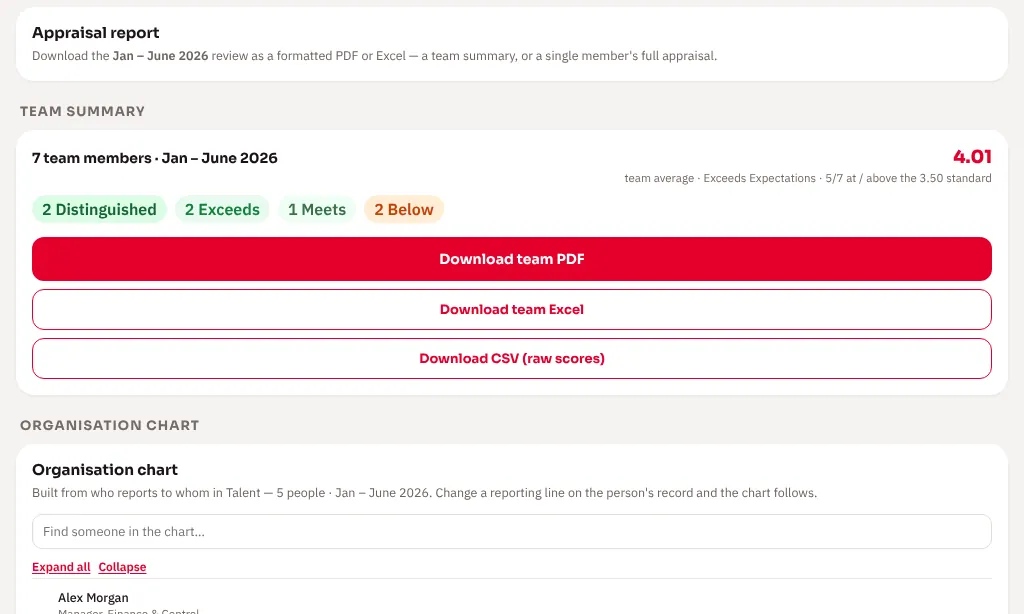 Appraisal report
Download the Jan – June 2026 review as a formatted PDF or Excel — a team summary, or a single member's full appraisal.
TEAM SUMMARY
7 team members · Jan – June 2026
4.01
team average · Exceeds Expectations · 5/7 at / above the 3.50 standard
2 Distinguished 2 Exceeds 1 Meets 2 Below
Download team PDF
Download team Excel
Download CSV (raw scores)
ORGANISATION CHART
Organisation chart
Built from who reports to whom in Talent — 5 people · Jan – June 2026. Change a reporting line on the person's record and the chart follows.
Find someone in the chart...
Expand all Collapse
Alex Morgan
Manager, Finance & Control